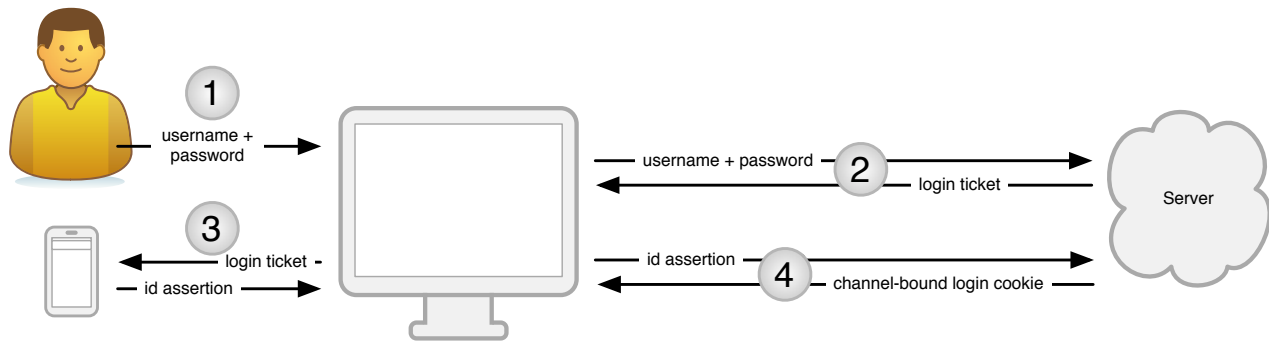 1
username +
password
username + password
2
login ticket
Server
3
login ticket
id assertion
id assertion
4
channel-bound login cookie